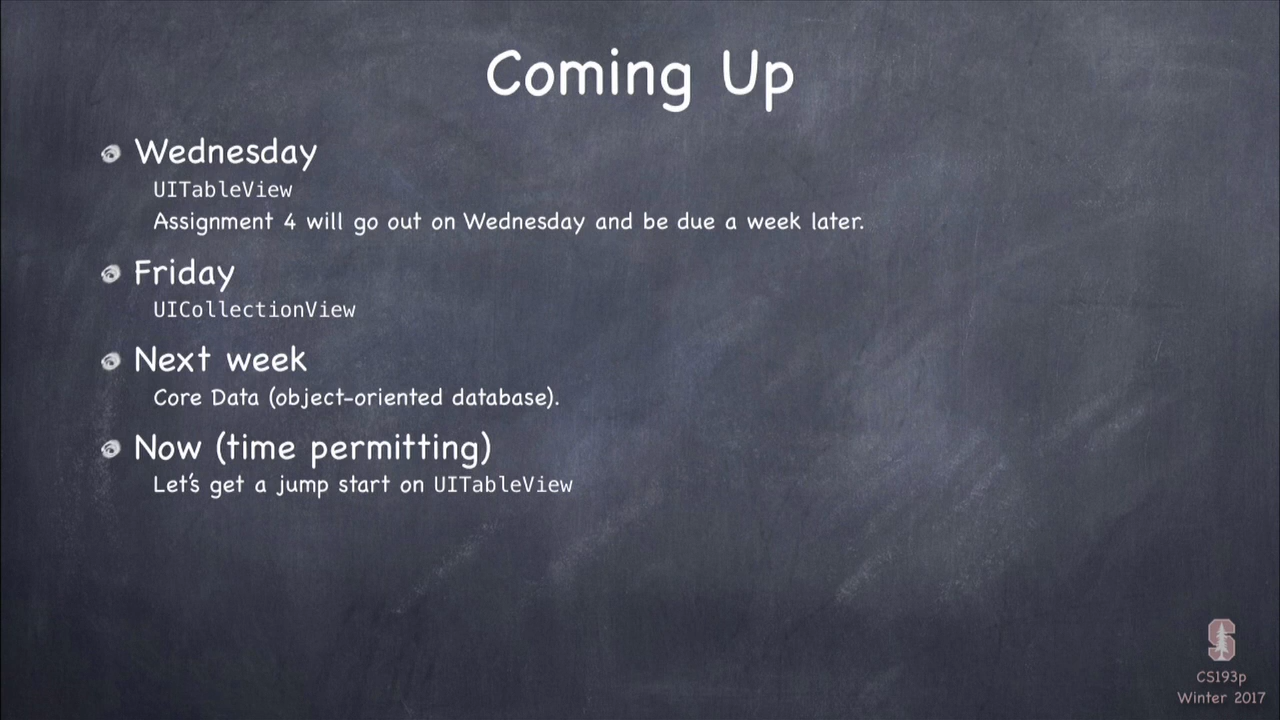 Coming Up
Wednesday
UITableView
Assignment 4 will go out on Wednesday and be due a week later.
Friday
UICollectionView
Next week
Core Data (object-oriented database).
Now (time permitting)
Let's get a jump start on UITableView
S
CS193p
Winter 2017